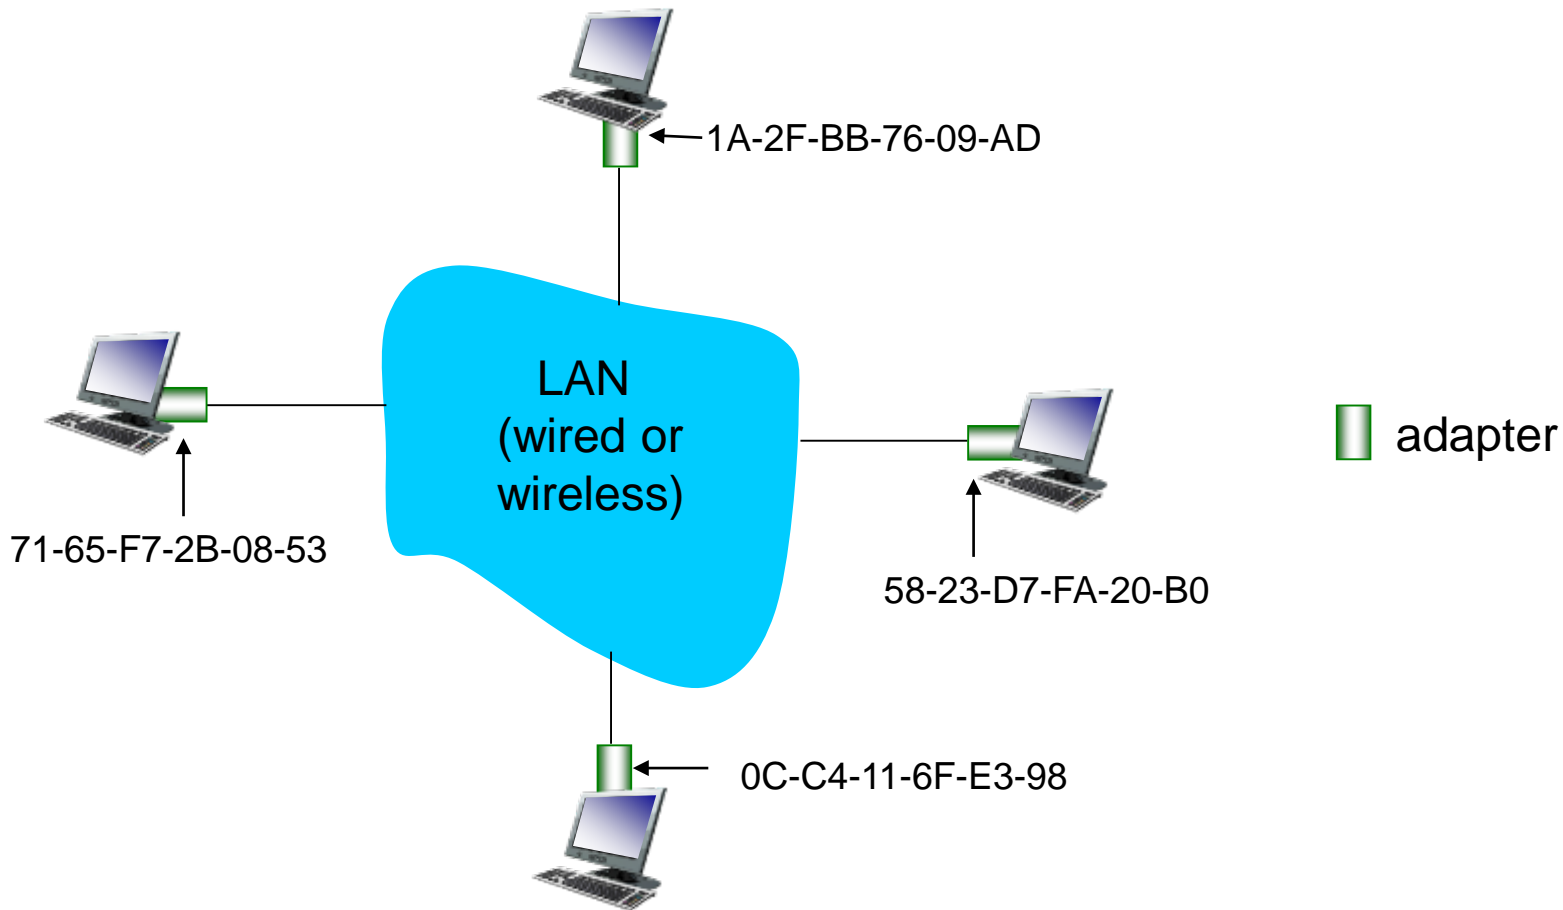 1A-2F-BB-76-09-AD
LAN
(wired or
wireless)
adapter
71-65-F7-2B-08-53
58-23-D7-FA-20-B0
0C-C4-11-6F-E3-98